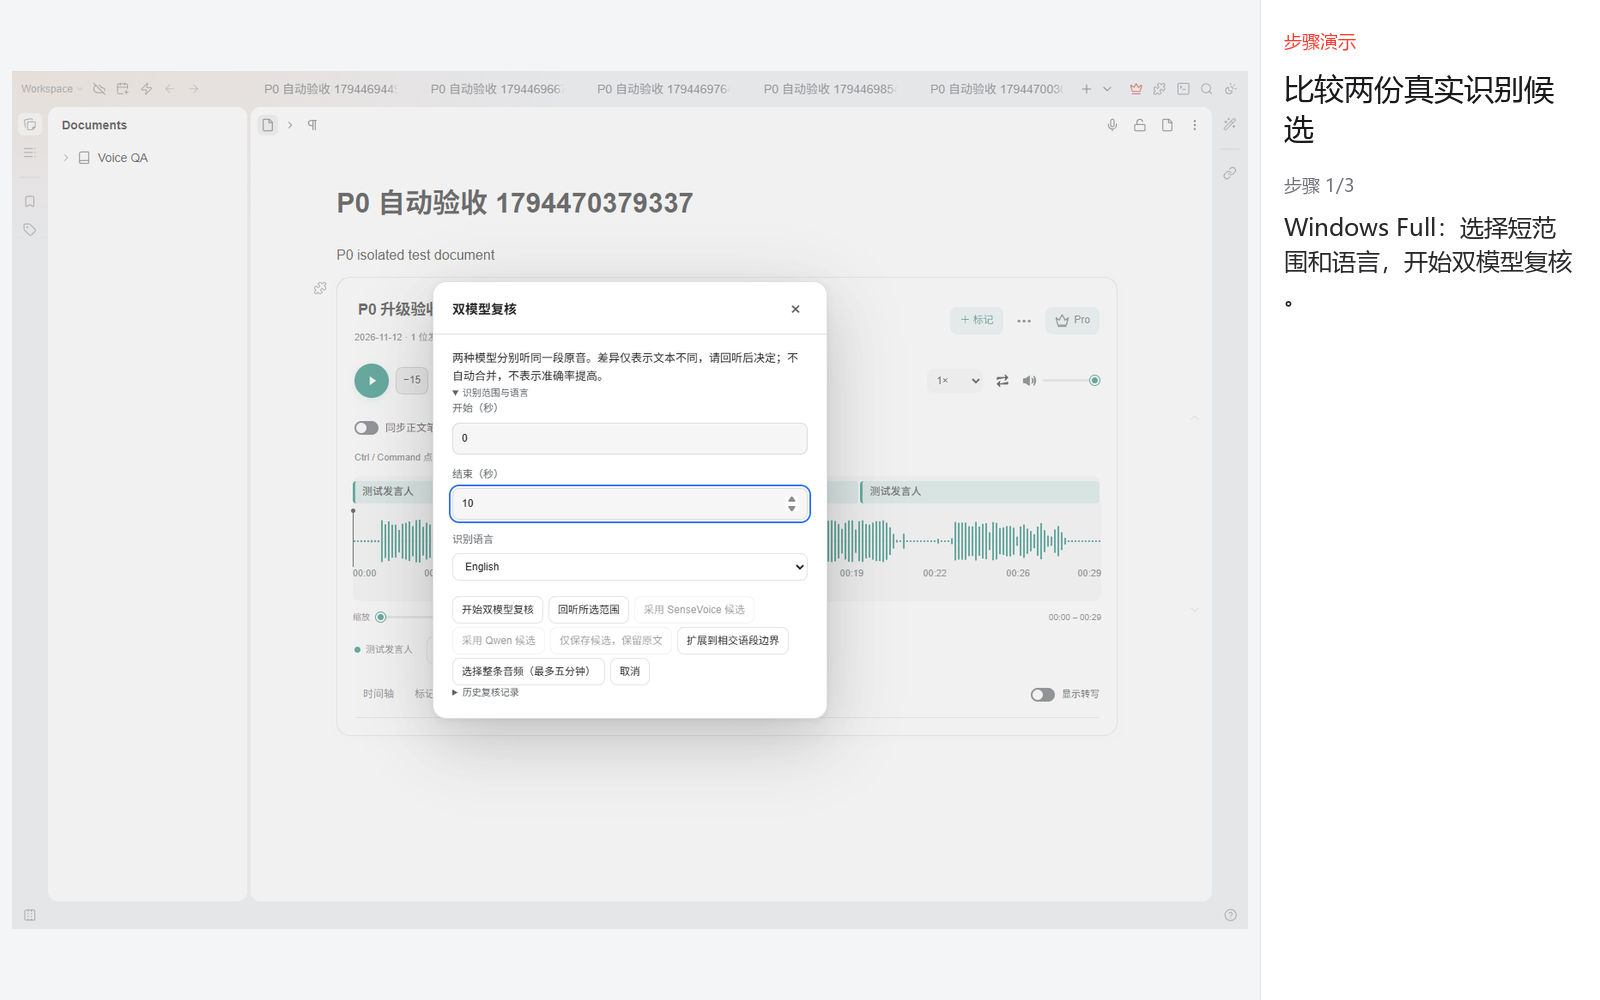 Workspace
P0 自动验收 179446944
P0 自动验收 179446966
P0 自动验收 179446976
P0 自动验收 179446985
P0 自动验收 179447003
Documents
Voice QA
P0 自动验收 1794470379337
P0 isolated test document
P0 升级验收
2026-11-12 · 1 位
+ 标记
Pro
−15
1×
同步正文
Ctrl / Command 点
测试发言人
测试发言人
00:00
00:19
00:22
00:26
00:29
缩放
00:00 – 00:29
测试发言人
时间轴
标记
显示转写
双模型复核
两种模型分别听同一段原音。差异仅表示文本不同，请回听后决定；不
自动合并，不表示准确率提高。
识别范围与语言
开始（秒）
0
结束（秒）
10
识别语言
English
开始双模型复核
回听所选范围
采用 SenseVoice 候选
采用 Qwen 候选
仅保存候选，保留原文
扩展到相交语段边界
选择整条音频（最多五分钟）
取消
历史复核记录
步骤演示
比较两份真实识别候
选
步骤 1/3
Windows Full：选择短范
围和语言，开始双模型复核
。